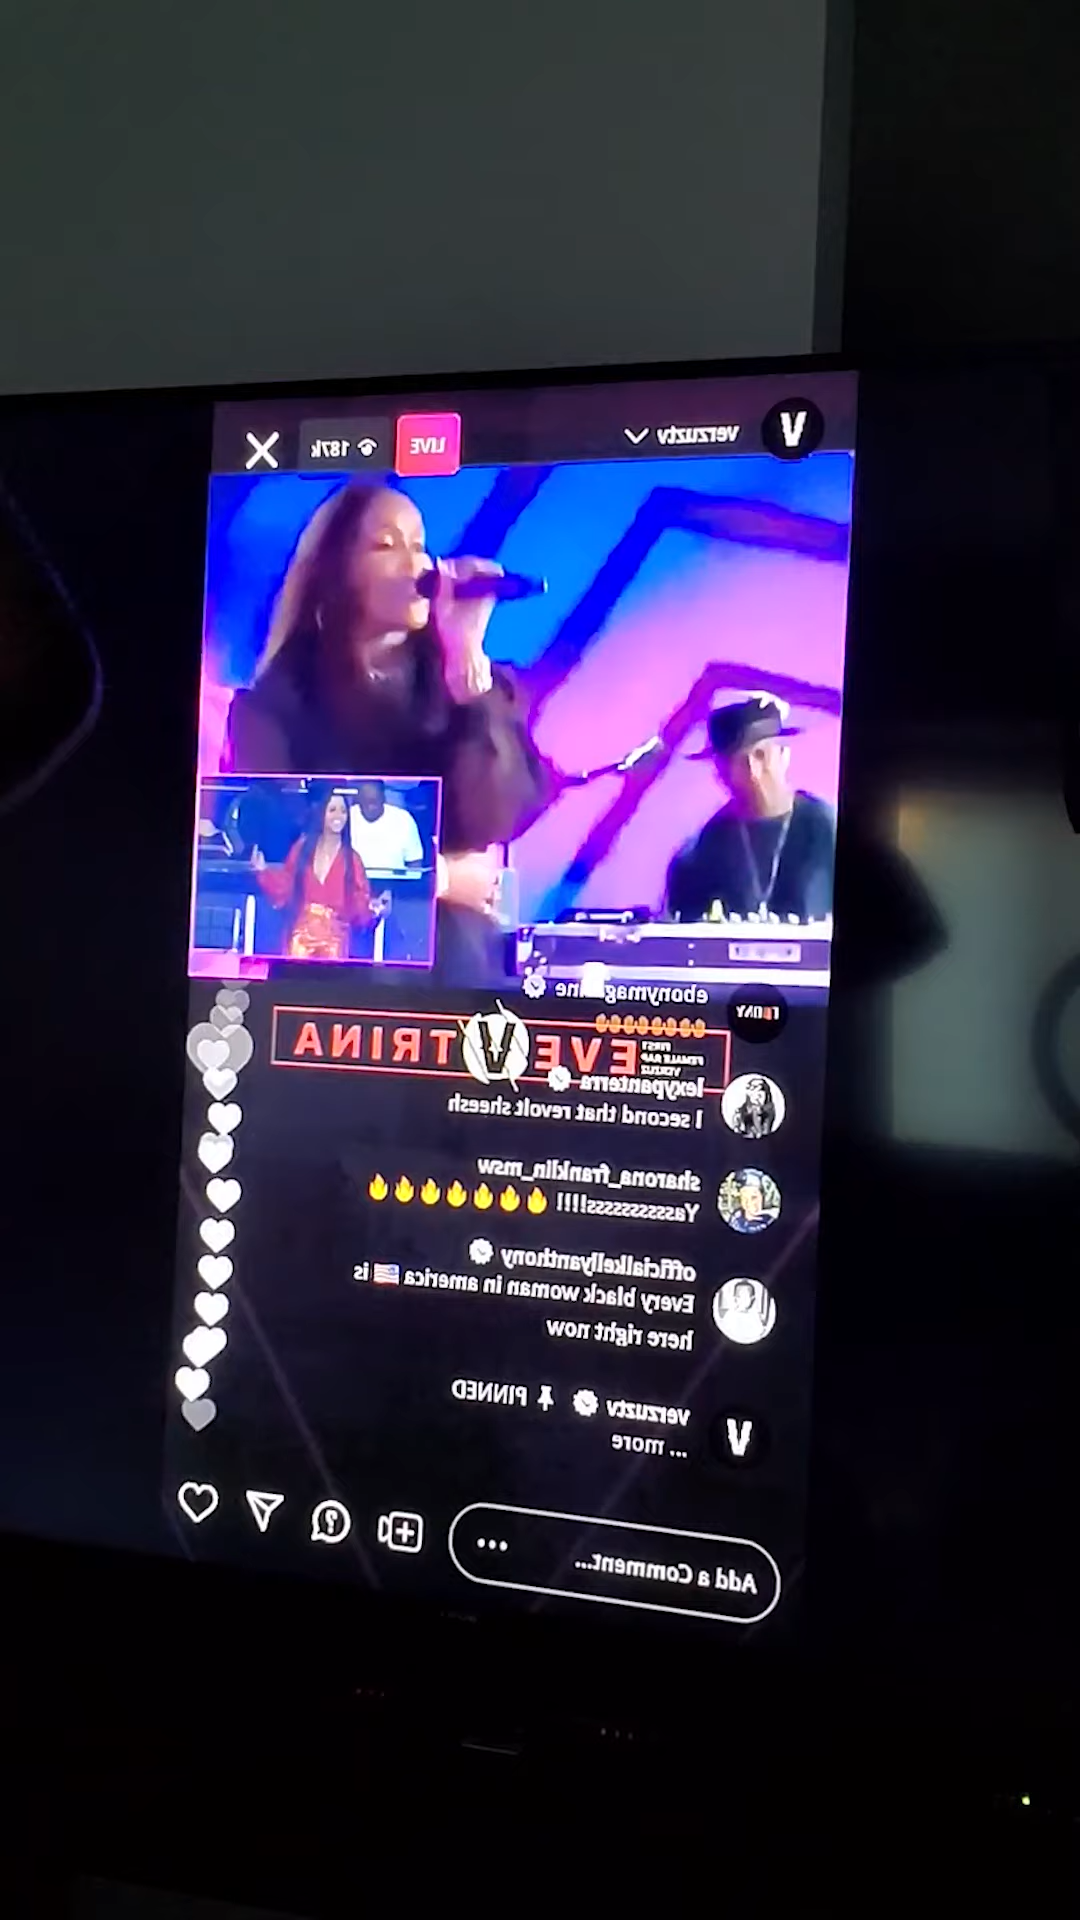 verzuztv
LIVE
187k
ebonymagazine
EBONY
EVE
FIRST
FEMALE RAP
VERZUZ
V
TRINA
lexypanterra
I second that revolt sheesh
sharona_franklin_msw
Yassssssssss!!!! 🔥🔥🔥🔥🔥🔥🔥
officialkellyanthony
Every black woman in america 🇺🇸 is
here right now
verzuztv PINNED
... more
Add a Comment...